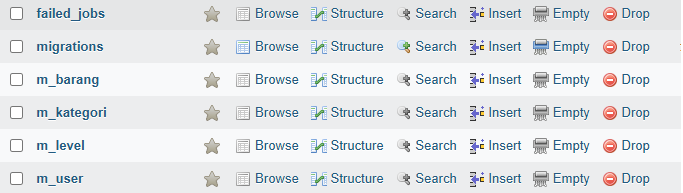 failed_jobs Browse Structure Search Insert Empty Drop
migrations Browse Structure Search Insert Empty Drop
m_barang Browse Structure Search Insert Empty Drop
m_kategori Browse Structure Search Insert Empty Drop
m_level Browse Structure Search Insert Empty Drop
m_user Browse Structure Search Insert Empty Drop